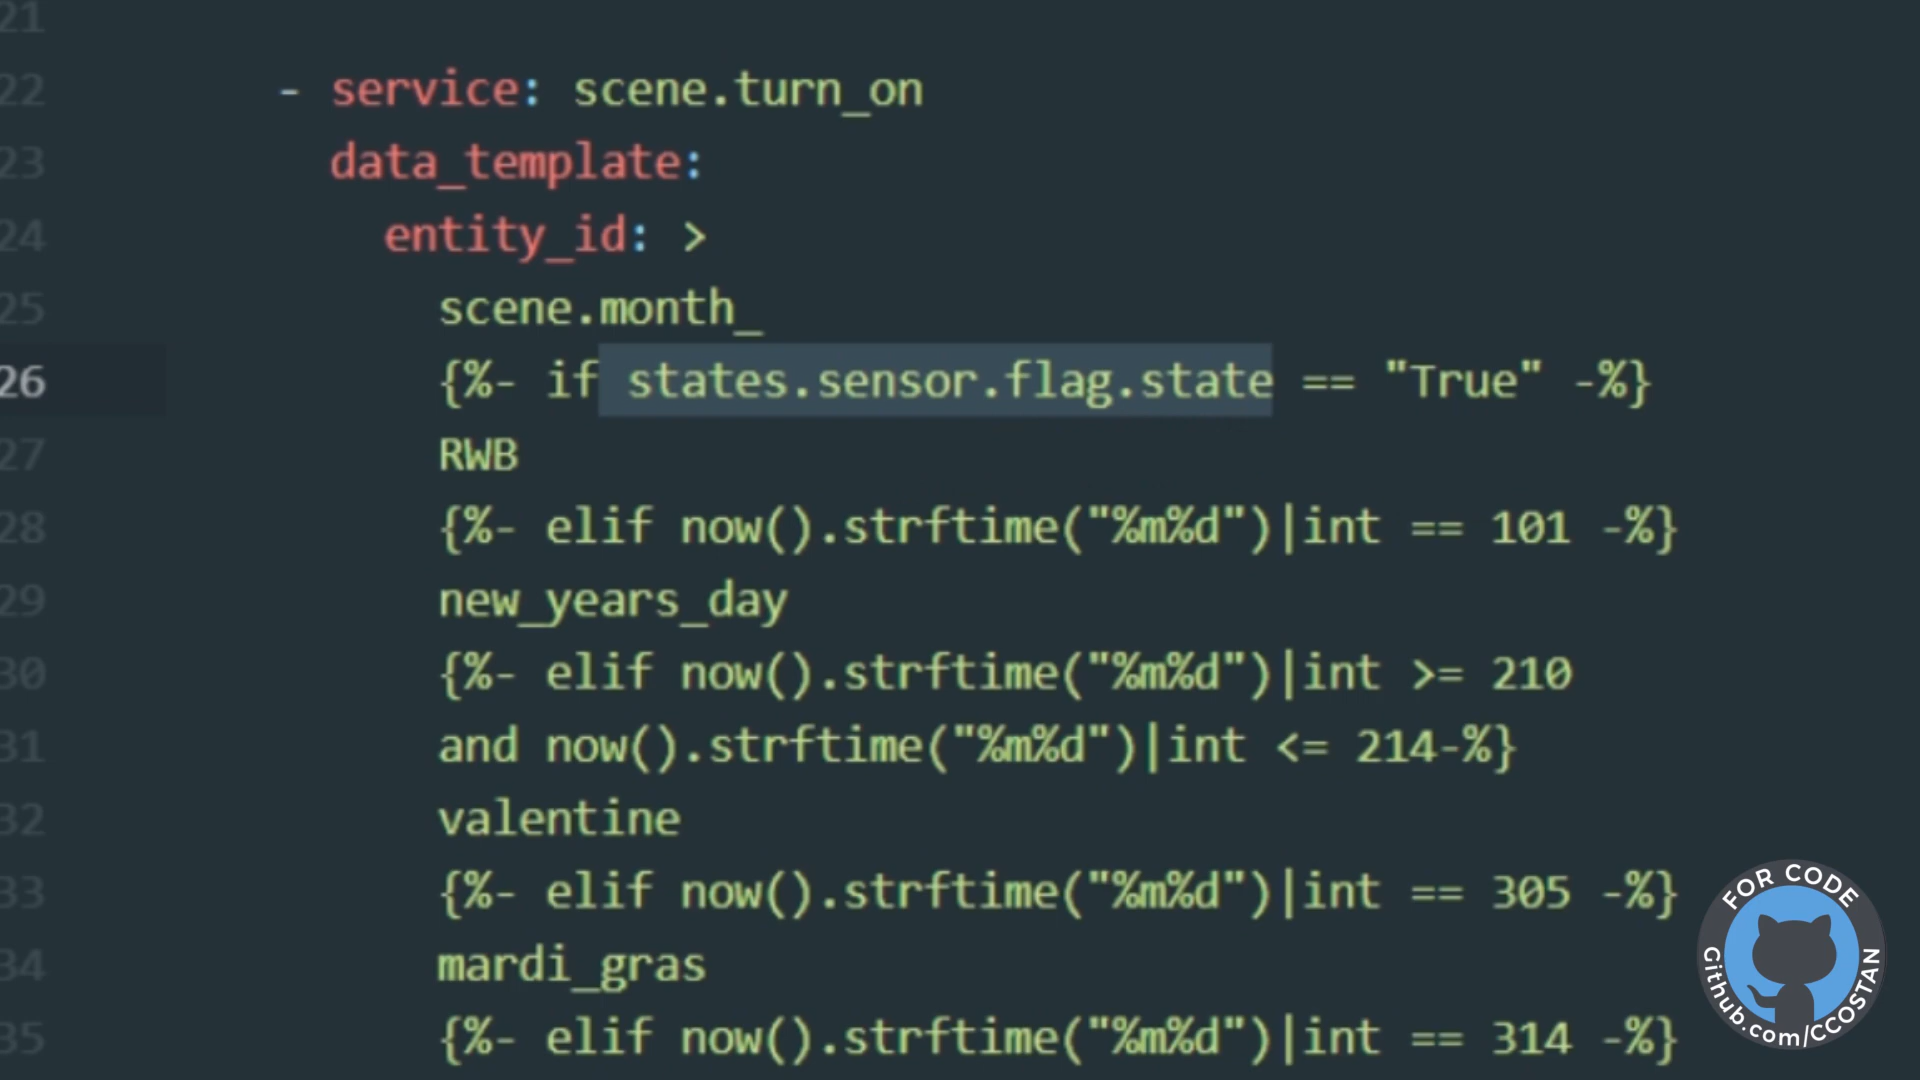 21
22 - service: scene.turn_on
23 data_template:
24 entity_id: >
25 scene.month_
26 {%- if states.sensor.flag.state == "True" -%}
27 RWB
28 {%- elif now().strftime("%m%d")|int == 101 -%}
29 new_years_day
30 {%- elif now().strftime("%m%d")|int >= 210
31 and now().strftime("%m%d")|int <= 214-%}
32 valentine
33 {%- elif now().strftime("%m%d")|int == 305 -%}
34 mardi_gras
35 {%- elif now().strftime("%m%d")|int == 314 -%}
FOR CODE
Github.com/CCOSTAN